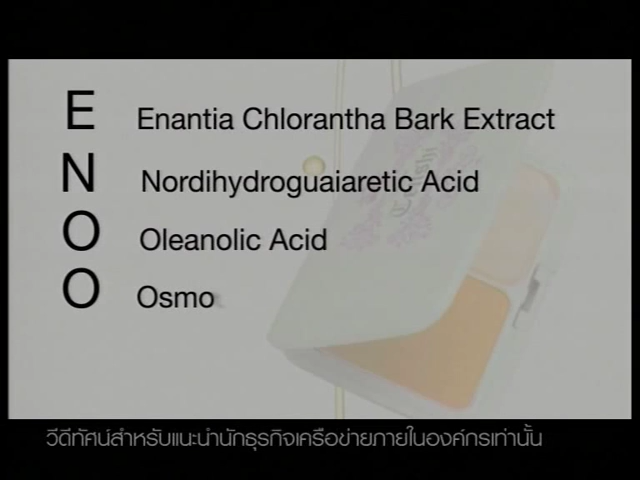 E Enantia Chlorantha Bark Extract
N Nordihydroguaiaretic Acid
O Oleanolic Acid
O Osmo
วีดีทัศน์สำหรับแนะนำนักธุรกิจเครือข่ายภายในองค์กรเท่านั้น